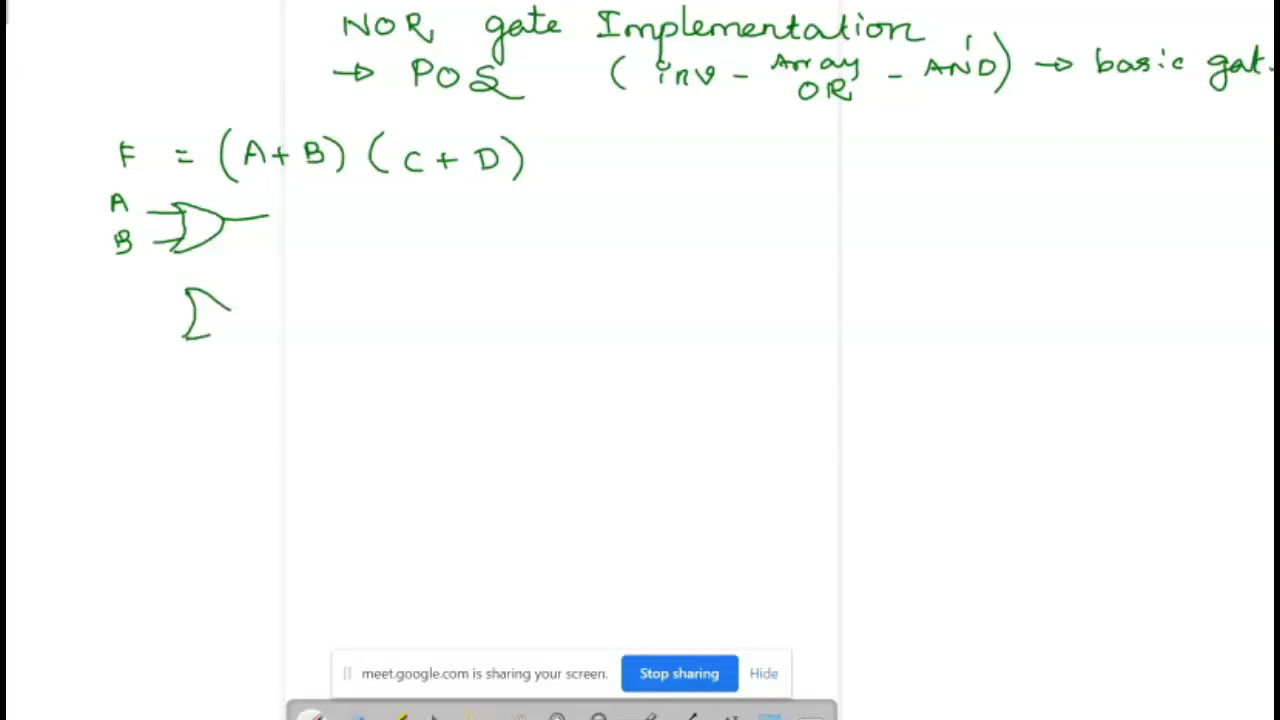 NOR gate Implementation
→ POS ( inv - Array OR - AND) → basic gat
F = (A+B) (C+D)
A
B
meet.google.com is sharing your screen. Stop sharing Hide